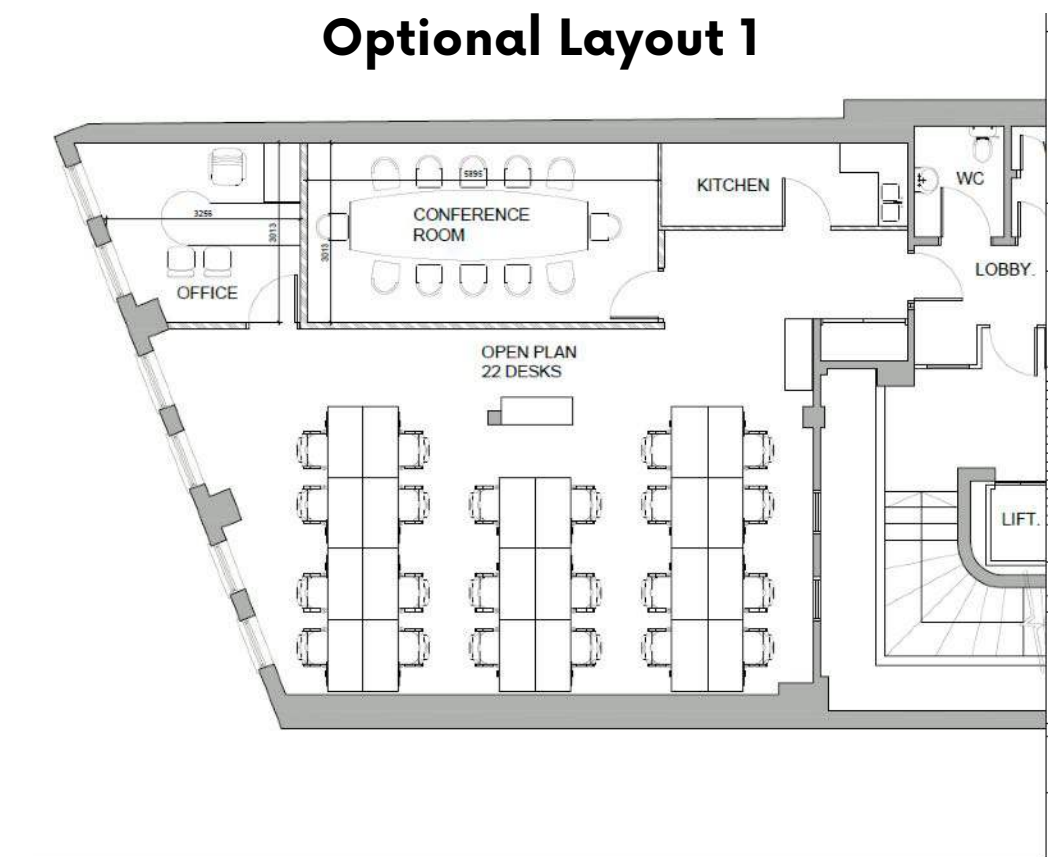 Optional Layout 1
5895
KITCHEN
WC
CONFERENCE
ROOM
3256
3013
3013
OFFICE
LOBBY.
OPEN PLAN
22 DESKS
LIFT.